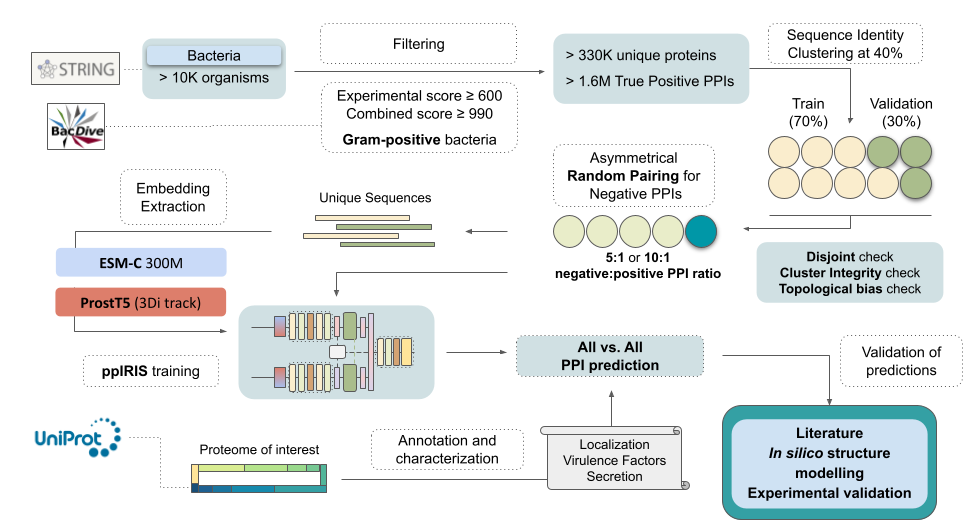 STRING
Bacteria
> 10K organisms
Filtering
> 330K unique proteins
> 1.6M True Positive PPIs
Sequence Identity
Clustering at 40%
BacDive
Experimental score ≥ 600
Combined score ≥ 990
Gram-positive bacteria
Train
(70%)
Validation
(30%)
Asymmetrical
Random Pairing for
Negative PPIs
5:1 or 10:1
negative:positive PPI ratio
Disjoint check
Cluster Integrity check
Topological bias check
Unique Sequences
Embedding
Extraction
ESM-C 300M
ProstT5 (3Di track)
ppIRIS training
All vs. All
PPI prediction
Validation of
predictions
Literature
In silico structure
modelling
Experimental validation
UniProt
Proteome of interest
Annotation and
characterization
Localization
Virulence Factors
Secretion